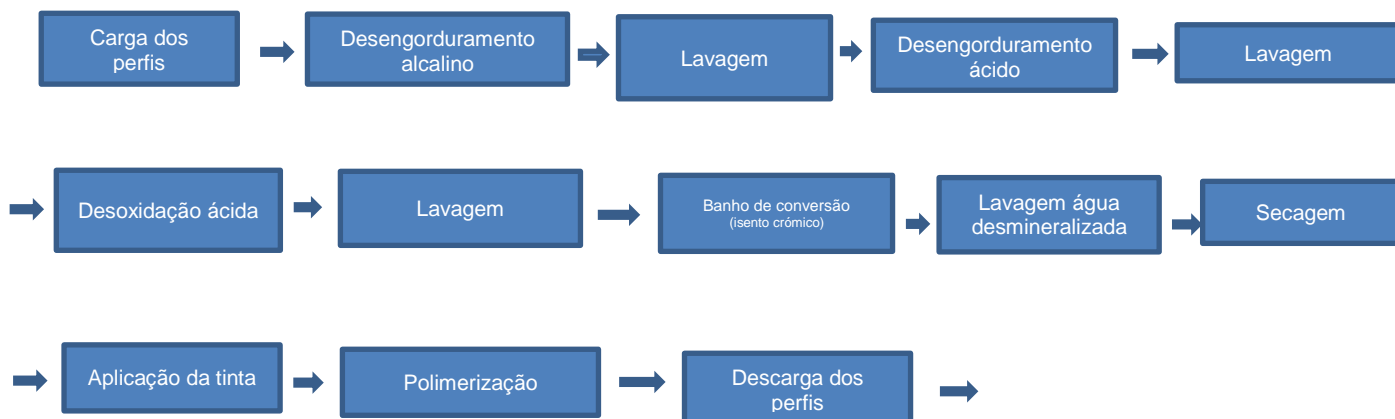 Carga dos
perfis
Desengorduramento
alcalino
Lavagem
Desengorduramento
ácido
Lavagem
Desoxidação ácida
Lavagem
Banho de conversão
(isento crómico)
Lavagem água
desmineralizada
Secagem
Aplicação da tinta
Polimerização
Descarga dos
perfis